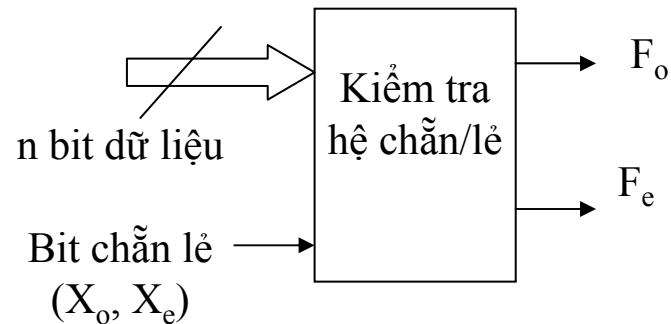 Kiểm tra
hệ chẵn/lẻ
n bit dữ liệu
Bit chẵn lẻ
(Xₒ, Xₑ)
Fₒ
Fₑ